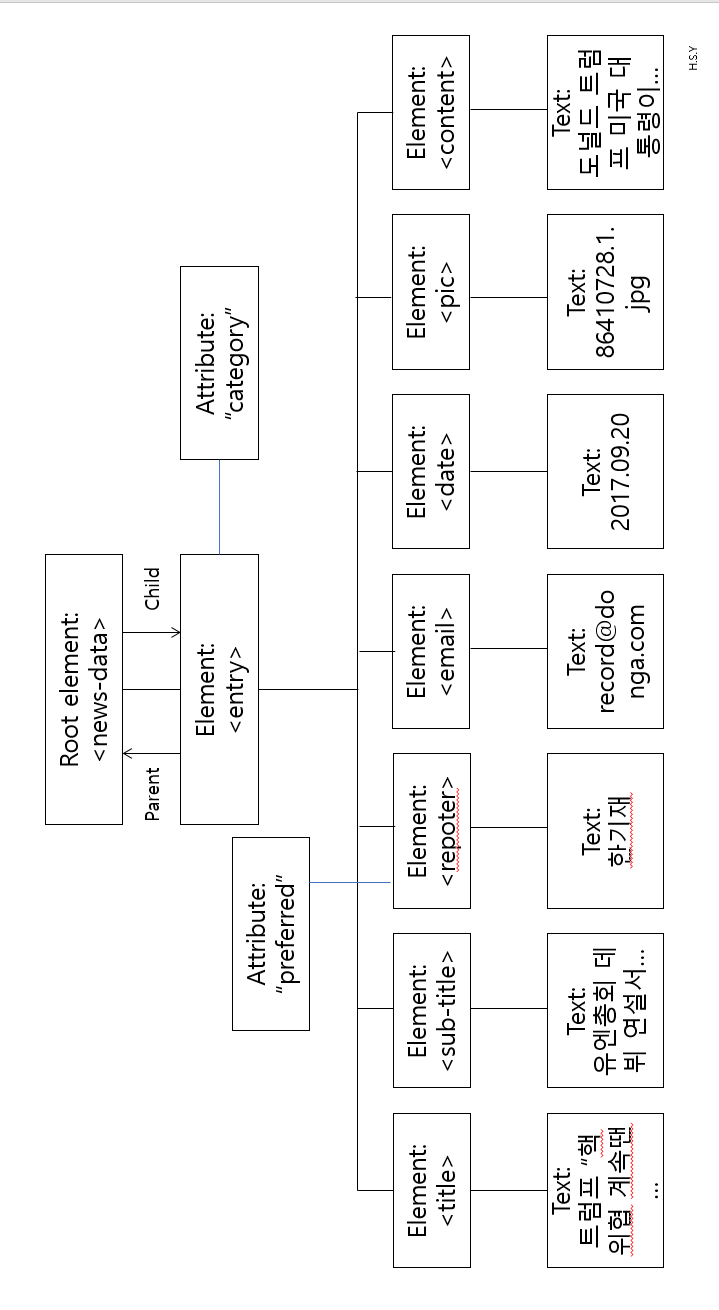 Root element:
<news-data>
Parent
Child
Element:
<entry>
Attribute:
“category”
Attribute:
“preferred”
Element:
<title>
Element:
<sub-title>
Element:
<repoter>
Element:
<email>
Element:
<date>
Element:
<pic>
Element:
<content>
Text:
트럼프 “핵
위협 계속땐
...
Text:
유엔총회 데
뷔 연설서...
Text:
한기재
Text:
record@do
nga.com
Text:
2017.09.20
Text:
86410728.1.
jpg
Text:
도널드 트럼
프 미국 대
통령이...
H.S.Y